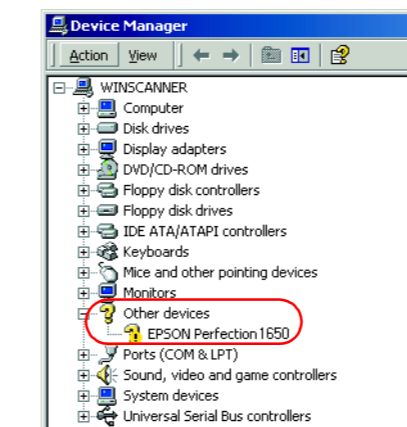 Device Manager
Action View
WINSCANNER
Computer
Disk drives
Display adapters
DVD/CD-ROM drives
Floppy disk controllers
Floppy disk drives
IDE ATA/ATAPI controllers
Keyboards
Mice and other pointing devices
Monitors
Other devices
EPSON Perfection1650
Ports (COM & LPT)
Sound, video and game controllers
System devices
Universal Serial Bus controllers